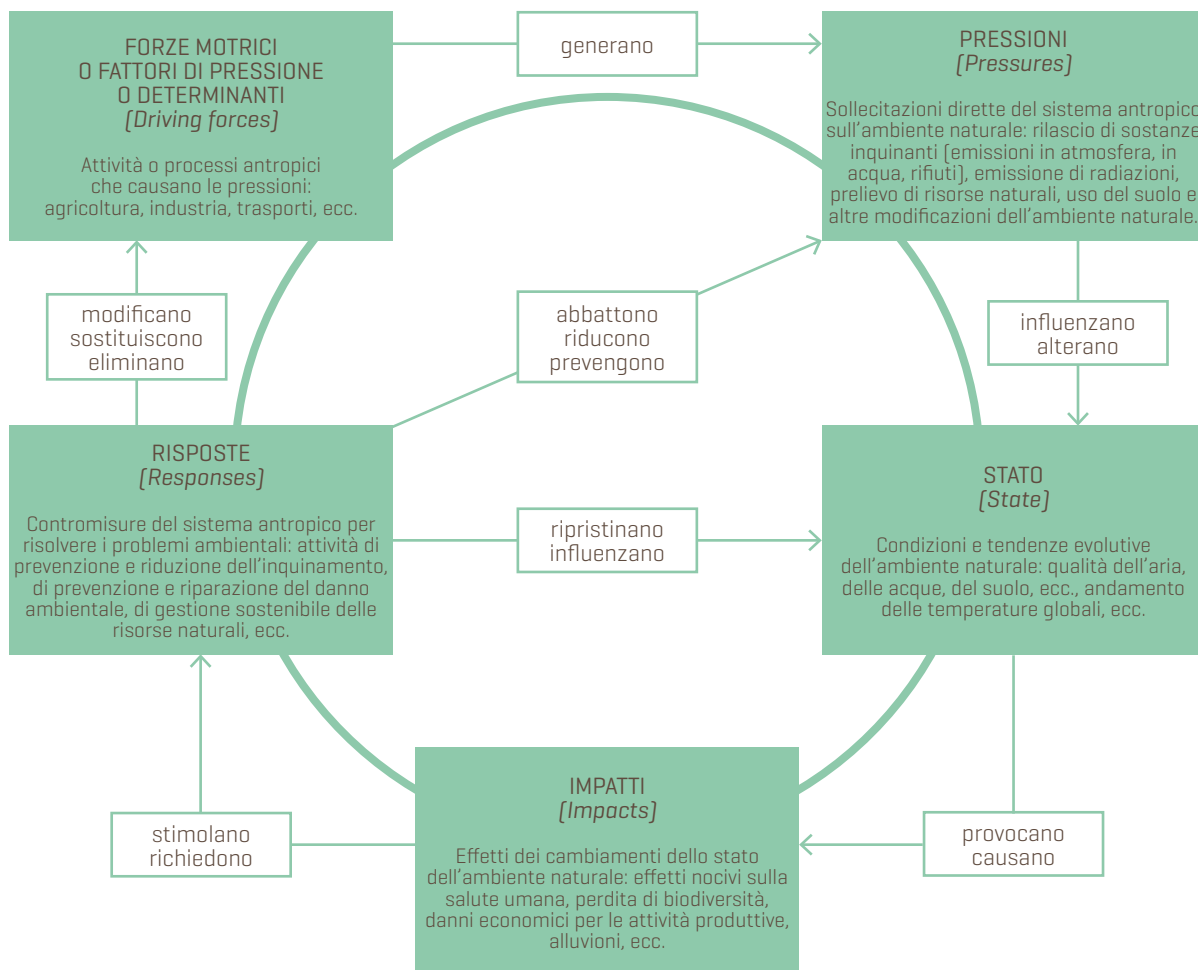 FORZE MOTRICI
O FATTORI DI PRESSIONE
O DETERMINANTI
[Driving forces]
Attività o processi antropici
che causano le pressioni:
agricoltura, industria, trasporti, ecc.
generano
PRESSIONI
[Pressures]
Sollecitazioni dirette del sistema antropico
sull'ambiente naturale: rilascio di sostanze
inquinanti [emissioni in atmosfera, in
acqua, rifiuti], emissione di radiazioni,
prelievo di risorse naturali, uso del suolo e
altre modificazioni dell'ambiente naturale.
modificano
sostituiscono
eliminano
abbattono
riducono
prevengono
influenzano
alterano
RISPOSTE
[Responses]
Contromisure del sistema antropico per
risolvere i problemi ambientali: attività di
prevenzione e riduzione dell'inquinamento,
di prevenzione e riparazione del danno
ambientale, di gestione sostenibile delle
risorse naturali, ecc.
ripristinano
influenzano
STATO
[State]
Condizioni e tendenze evolutive
dell'ambiente naturale: qualità dell'aria,
delle acque, del suolo, ecc., andamento
delle temperature globali, ecc.
stimolano
richiedono
IMPATTI
[Impacts]
Effetti dei cambiamenti dello stato
dell'ambiente naturale: effetti nocivi sulla
salute umana, perdita di biodiversità,
danni economici per le attività produttive,
alluvioni, ecc.
provocano
causano